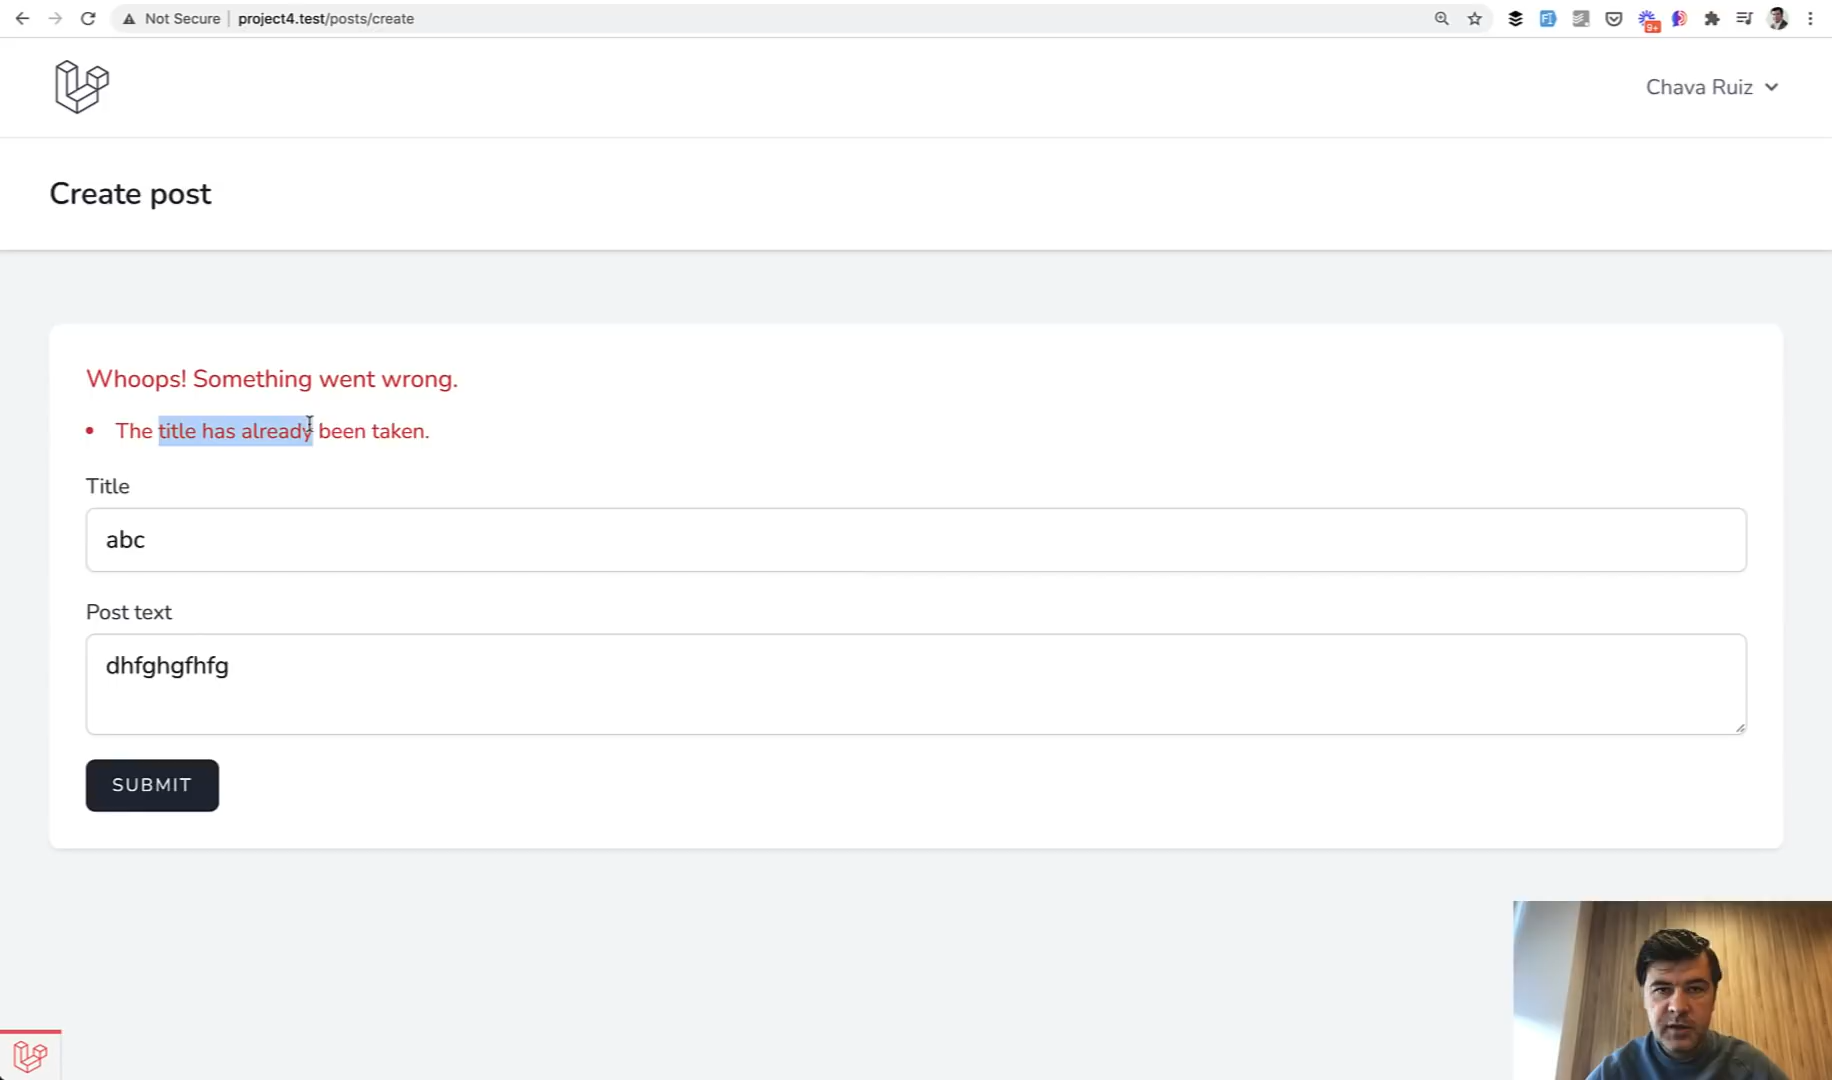 Not Secure project4.test/posts/create
9+
Chava Ruiz
Create post
Whoops! Something went wrong.
The title has already been taken.
Title
abc
Post text
dhfghgfhfg
SUBMIT